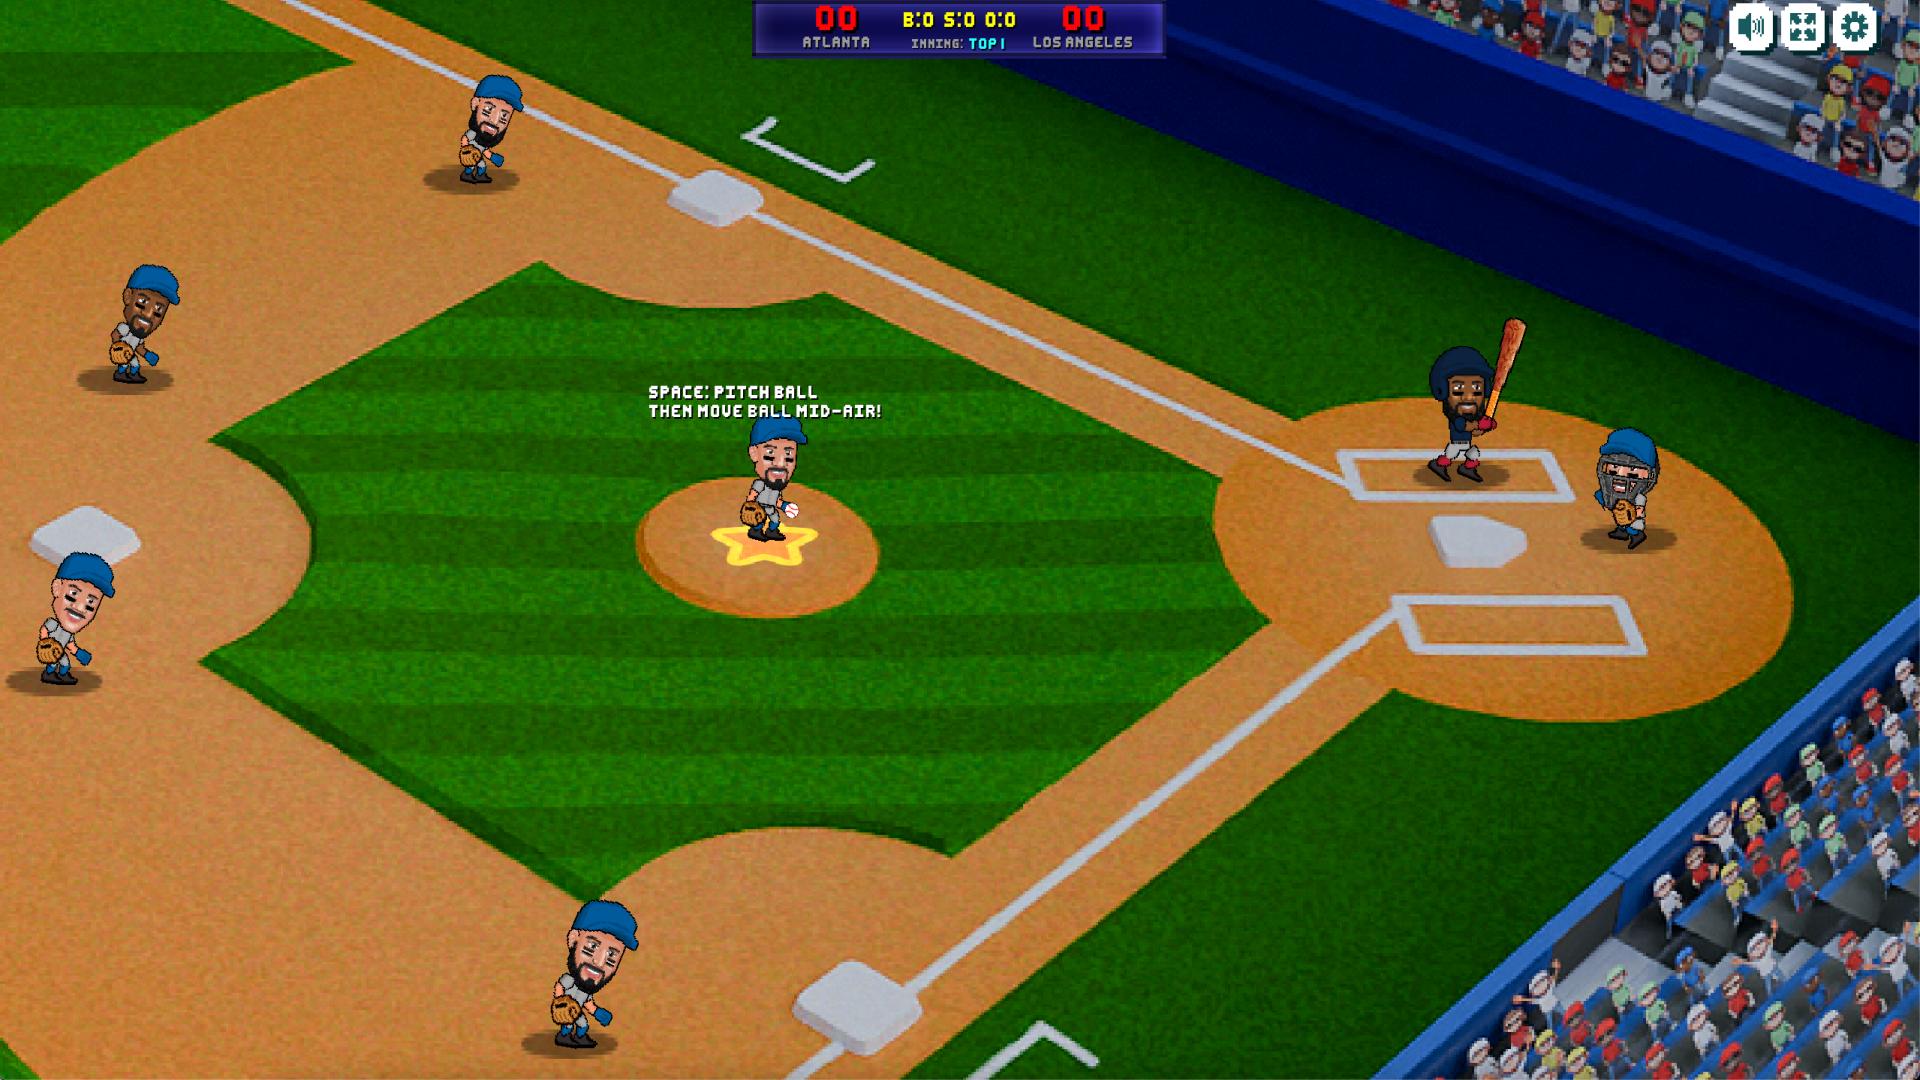 00 B:0 S:0 O:0 00
ATLANTA INNING: TOP 1 LOS ANGELES
SPACE: PITCH BALL
THEN MOVE BALL MID-AIR!